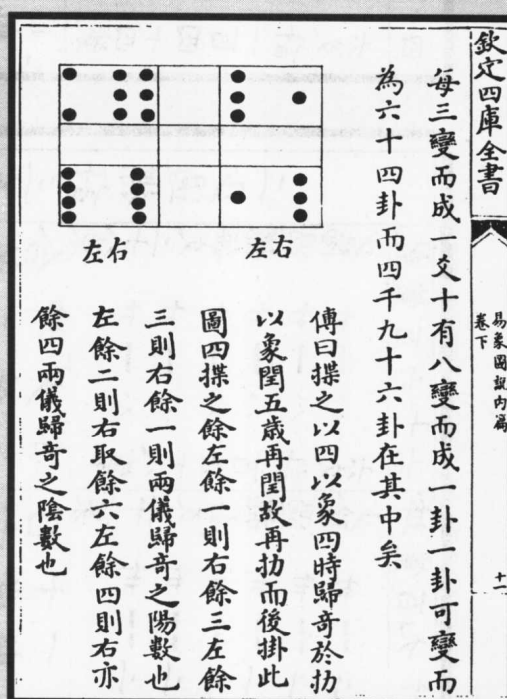 欽定四庫全書
易象圖說內篇
卷下
十一
每三變而成一爻十有八變而成一卦一卦可變而
為六十四卦而四千九十六卦在其中矣
左右
左右
傳曰揲之以四以象四時歸奇於扐
以象閏五歲再閏故再扐而後掛此
圖四揲之餘左餘一則右餘三左餘
三則右餘一則兩儀歸奇之陽數也
左餘二則右取餘六左餘四則右亦
餘四兩儀歸奇之陰數也